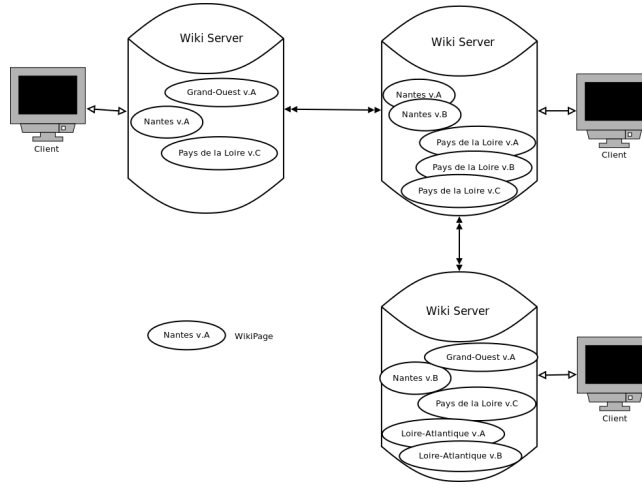 Wiki Server
Grand-Ouest v.A
Nantes v.A
Pays de la Loire v.C
Client
Wiki Server
Nantes v.A
Nantes v.B
Pays de la Loire v.A
Pays de la Loire v.B
Pays de la Loire v.C
Client
Nantes v.A
WikiPage
Wiki Server
Grand-Ouest v.A
Nantes v.B
Pays de la Loire v.C
Loire-Atlantique v.A
Loire-Atlantique v.B
Client